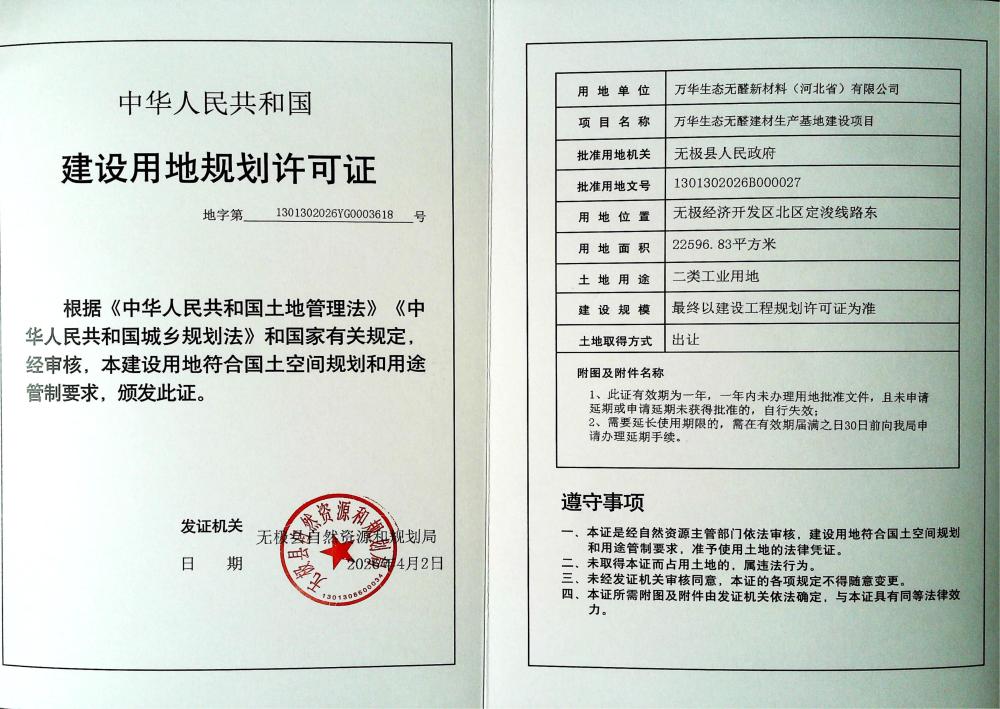 中华人民共和国
建设用地规划许可证
地字第 1301302026YG0003618 号
根据《中华人民共和国土地管理法》《中
华人民共和国城乡规划法》和国家有关规定，
经审核，本建设用地符合国土空间规划和用途
管制要求，颁发此证。
发证机关 无极县自然资源和规划局
日 期 2026年4月2日
无极县自然资源和规划局
用地单位 万华生态无醛新材料（河北省）有限公司
项目名称 万华生态无醛建材生产基地建设项目
批准用地机关 无极县人民政府
批准用地文号 1301302026B000027
用地位置 无极经济开发区北区定浚线路东
用地面积 22596.83平方米
土地用途 二类工业用地
建设规模 最终以建设工程规划许可证为准
土地取得方式 出让
附图及附件名称
1、此证有效期为一年，一年内未办理用地批准文件，且未申请
延期或申请延期未获得批准的，自行失效；
2、需要延长使用期限的，需在有效期届满之日30日前向我局申
请办理延期手续。
遵守事项
一、本证是经自然资源主管部门依法审核，建设用地符合国土空间规划
和用途管制要求，准予使用土地的法律凭证。
二、未取得本证而占用土地的，属违法行为。
三、未经发证机关审核同意，本证的各项规定不得随意变更。
四、本证所需附图及附件由发证机关依法确定，与本证具有同等法律效
力。